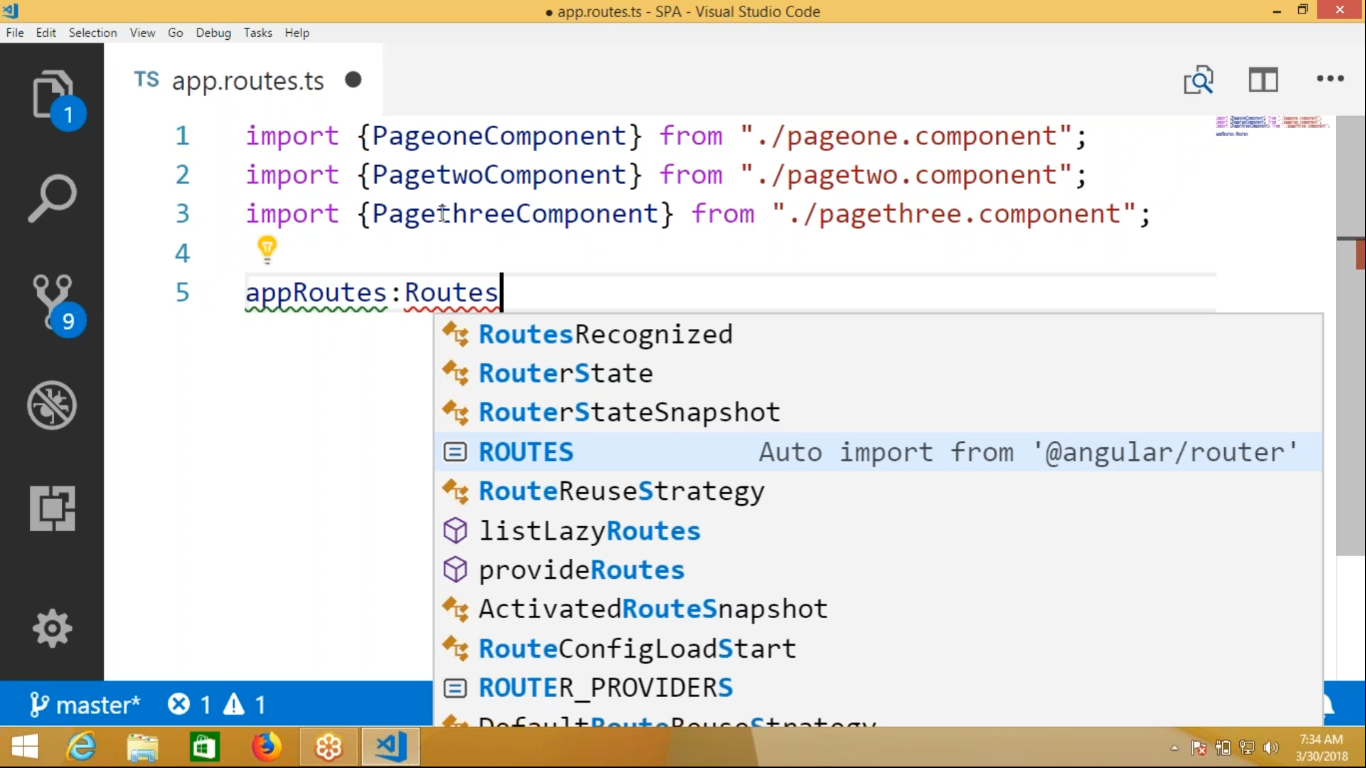 ● app.routes.ts - SPA - Visual Studio Code
File Edit Selection View Go Debug Tasks Help
TS app.routes.ts ●
1
1 import {PageoneComponent} from "./pageone.component";
2 import {PagetwoComponent} from "./pagetwo.component";
3 import {PagethreeComponent} from "./pagethree.component";
4
5 appRoutes:Routes
9
RoutesRecognized
RouterState
RouterStateSnapshot
ROUTES Auto import from '@angular/router'
RouteReuseStrategy
listLazyRoutes
provideRoutes
ActivatedRouteSnapshot
RouteConfigLoadStart
ROUTER_PROVIDERS
DefaultRouteReuseStrategy
master* 1 1
7:34 AM
3/30/2018